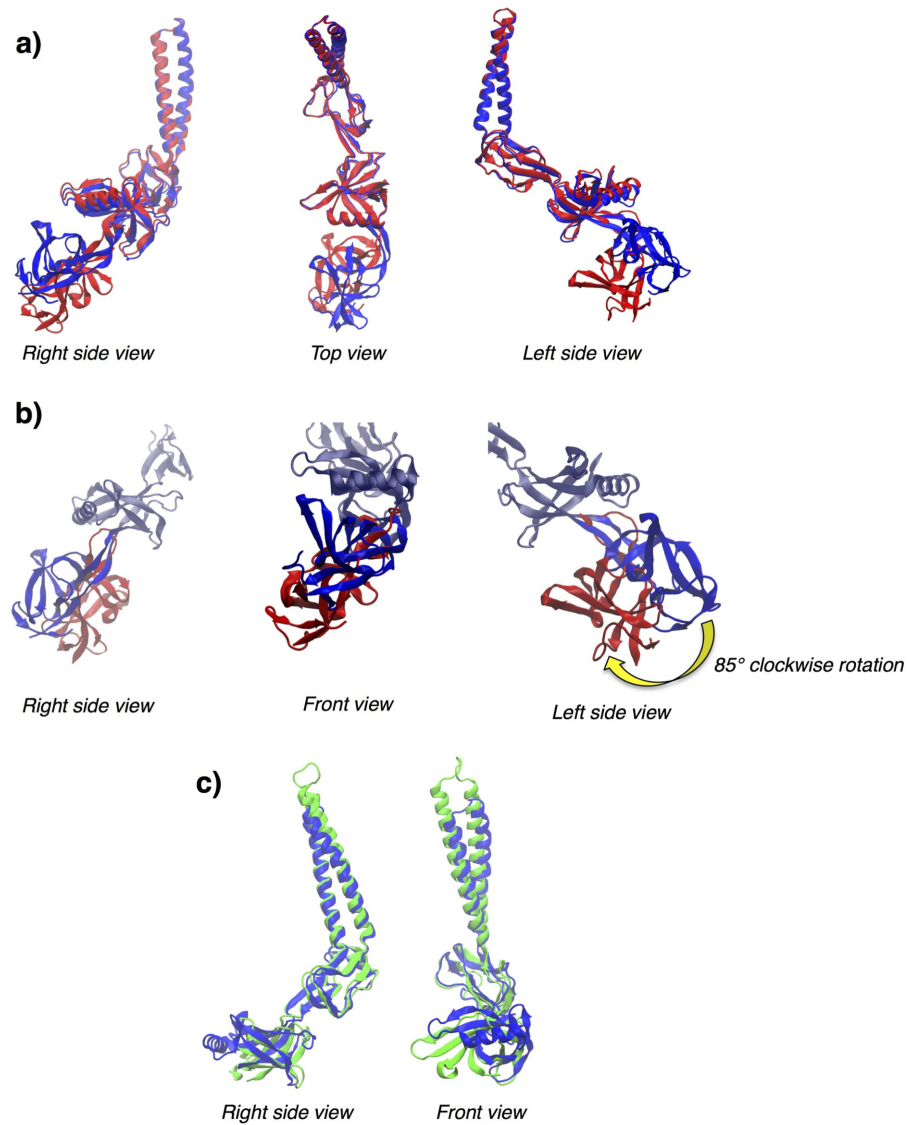 a)
Right side view
Top view
Left side view
b)
85° clockwise rotation
Right side view
Front view
Left side view
c)
Right side view
Front view